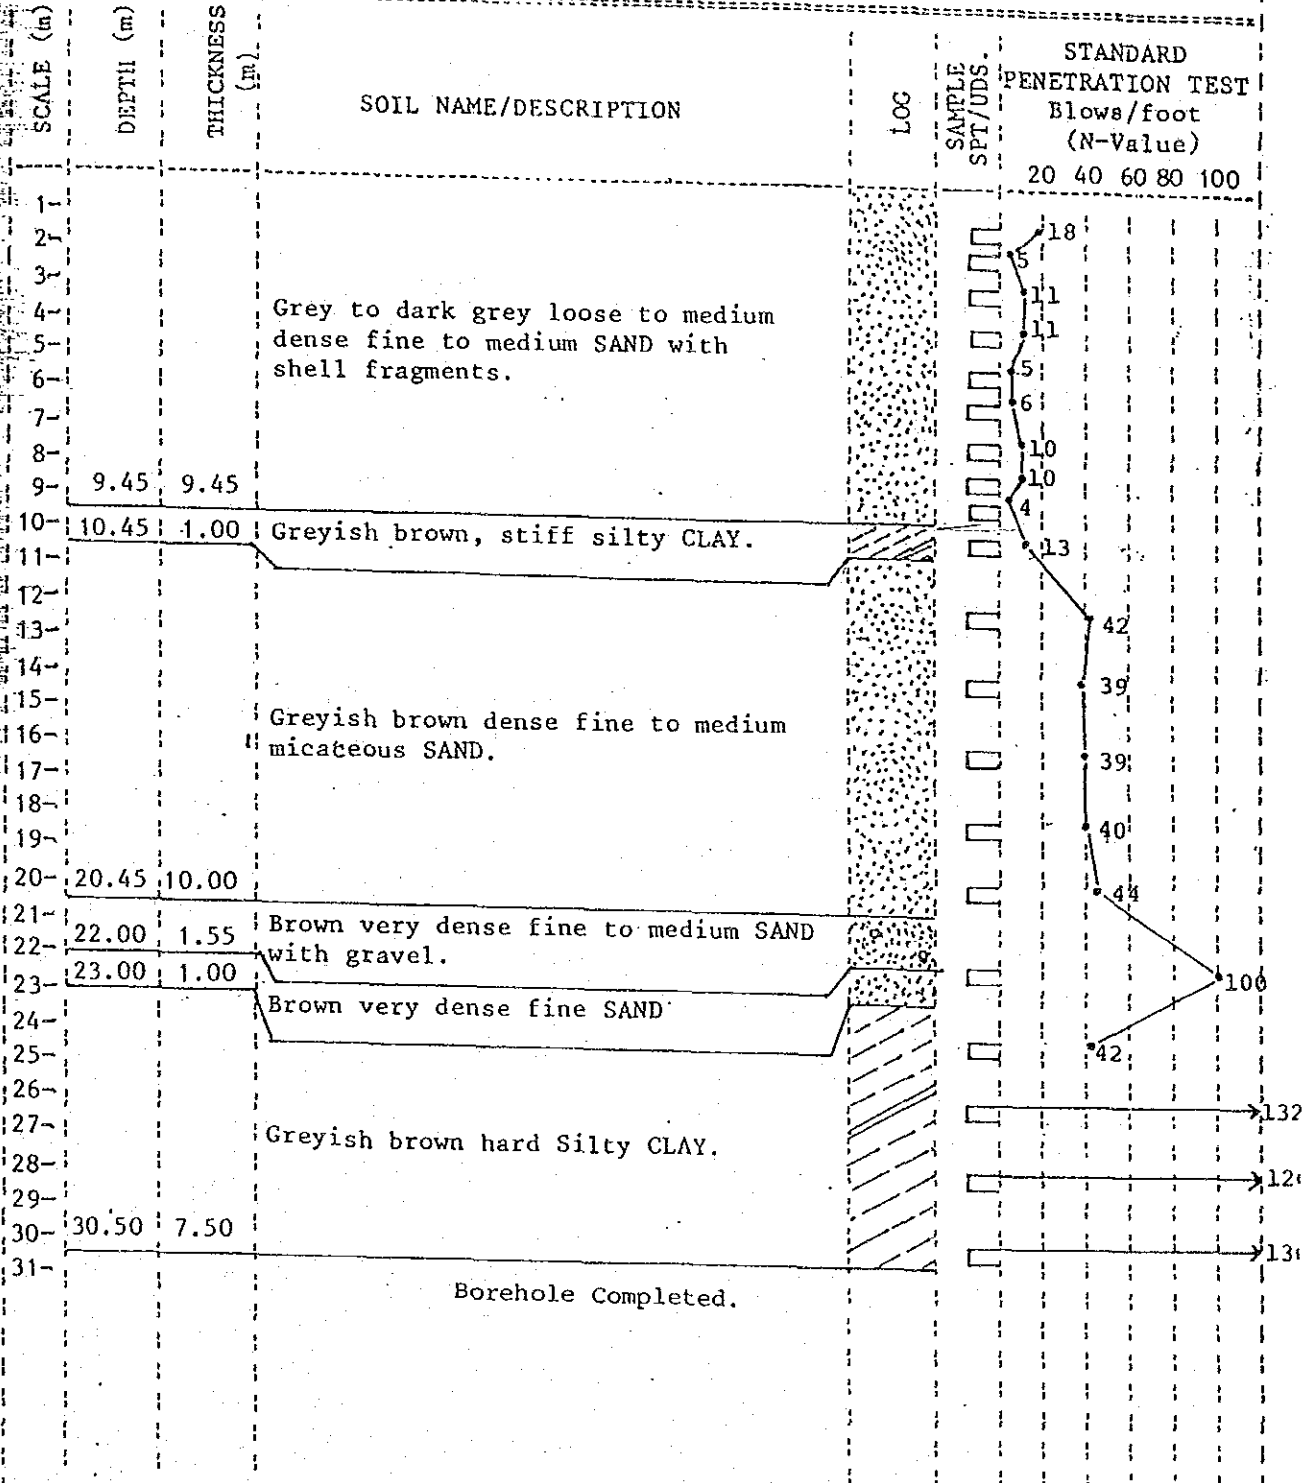 SCALE (m)
DEPTH (m)
THICKNESS (m)
SOIL NAME/DESCRIPTION
LOG
SAMPLE SPT/UDS.
STANDARD
PENETRATION TEST
Blows/foot
(N-Value)
20 40 60 80 100
1-
2-
3-
4-
5-
6-
7-
8-
9-
10-
11-
12-
13-
14-
15-
16-
17-
18-
19-
20-
21-
22-
23-
24-
25-
26-
27-
28-
29-
30-
31-
Grey to dark grey loose to medium
dense fine to medium SAND with
shell fragments.
9.45 9.45
10.45 1.00 Greyish brown, stiff silty CLAY.
Greyish brown dense fine to medium
micateous SAND.
20.45 10.00
22.00 1.55 Brown very dense fine to medium SAND
with gravel.
23.00 1.00
Brown very dense fine SAND
Greyish brown hard Silty CLAY.
30.50 7.50
Borehole Completed.
18
5
11
11
5
6
10
10
4
13
42
39
39
40
44
100
42
132